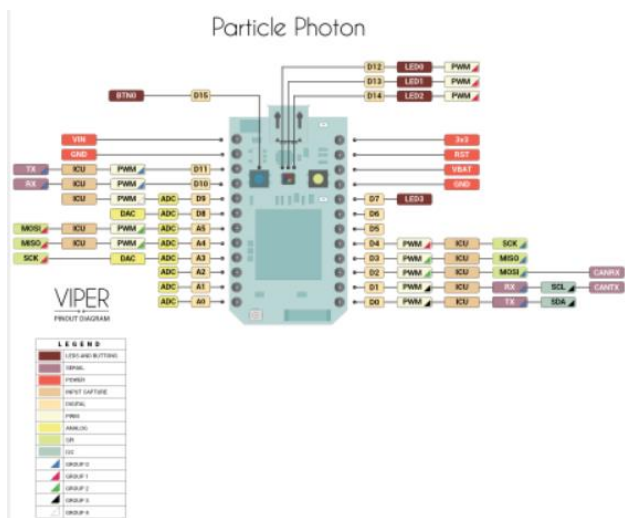 Particle Photon
D12 LED0 PWM
D13 LED1 PWM
BTN0 D15 D14 LED2 PWM
VIN 3v3
GND RST
TX ICU PWM D11 VBAT
RX ICU PWM D10 GND
ICU PWM ADC D9 D7 LED3
DAC ADC D8 D6
MOSI ICU PWM ADC A5 D5
MISO ICU PWM ADC A4 D4 PWM ICU SCK
SCK DAC ADC A3 D3 PWM ICU MISO
ADC A2 D2 PWM ICU MOSI CANRX
ADC A1 D1 PWM ICU RX SCL CANTX
ADC A0 D0 PWM ICU TX SDA
VIPER
PINOUT DIAGRAM
LEGEND
LEDS AND BUTTONS
SERIAL
POWER
INPUT CAPTURE
DIGITAL
PWM
ANALOG
SPI
I2C
GROUP 0
GROUP 1
GROUP 2
GROUP 3
GROUP 4